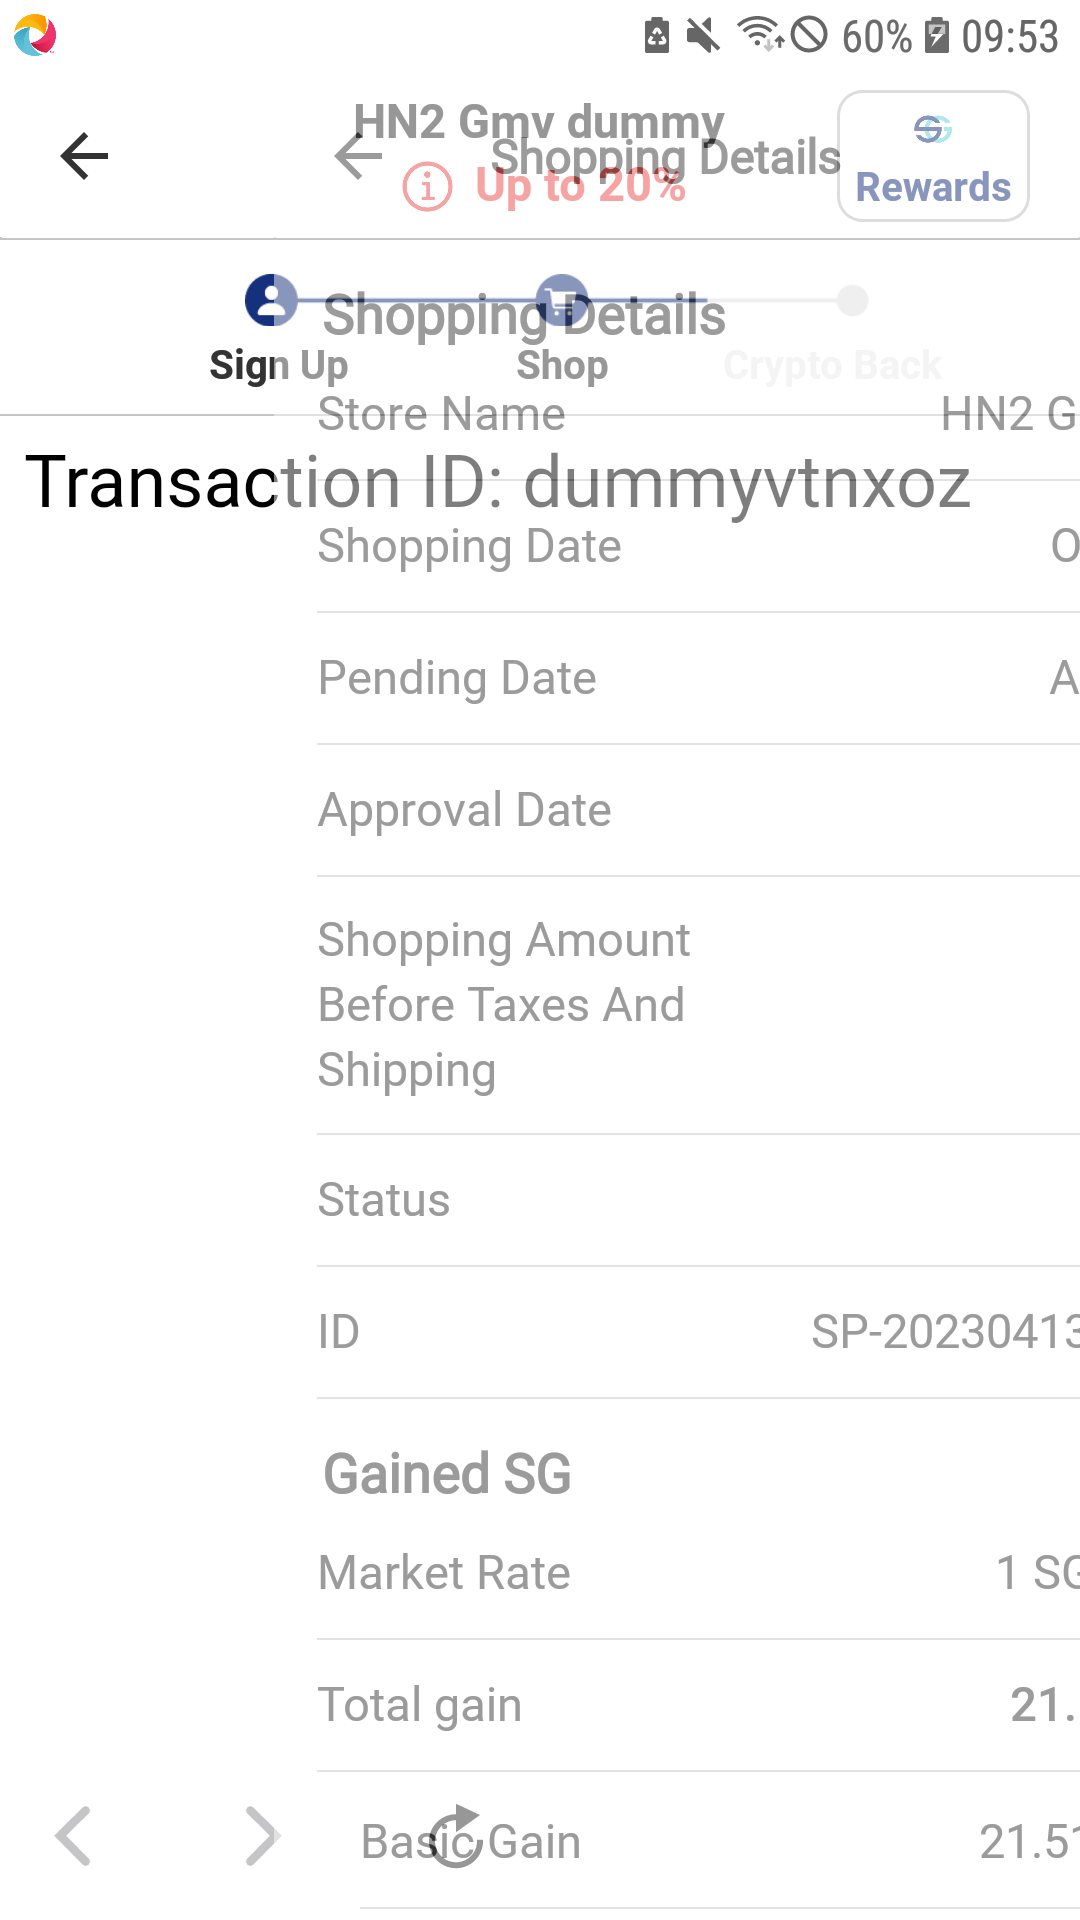 60% 09:53
HN2 Gmv dummy
Shopping Details
Up to 20%
Rewards
Shopping Details
Sign Up
Shop
Crypto Back
Store Name
HN2 G
Transaction ID: dummyvtnxoz
Shopping Date
O
Pending Date
A
Approval Date
Shopping Amount
Before Taxes And
Shipping
Status
ID
SP-20230413
Gained SG
Market Rate
1 SG
Total gain
21.
Basic Gain
21.51